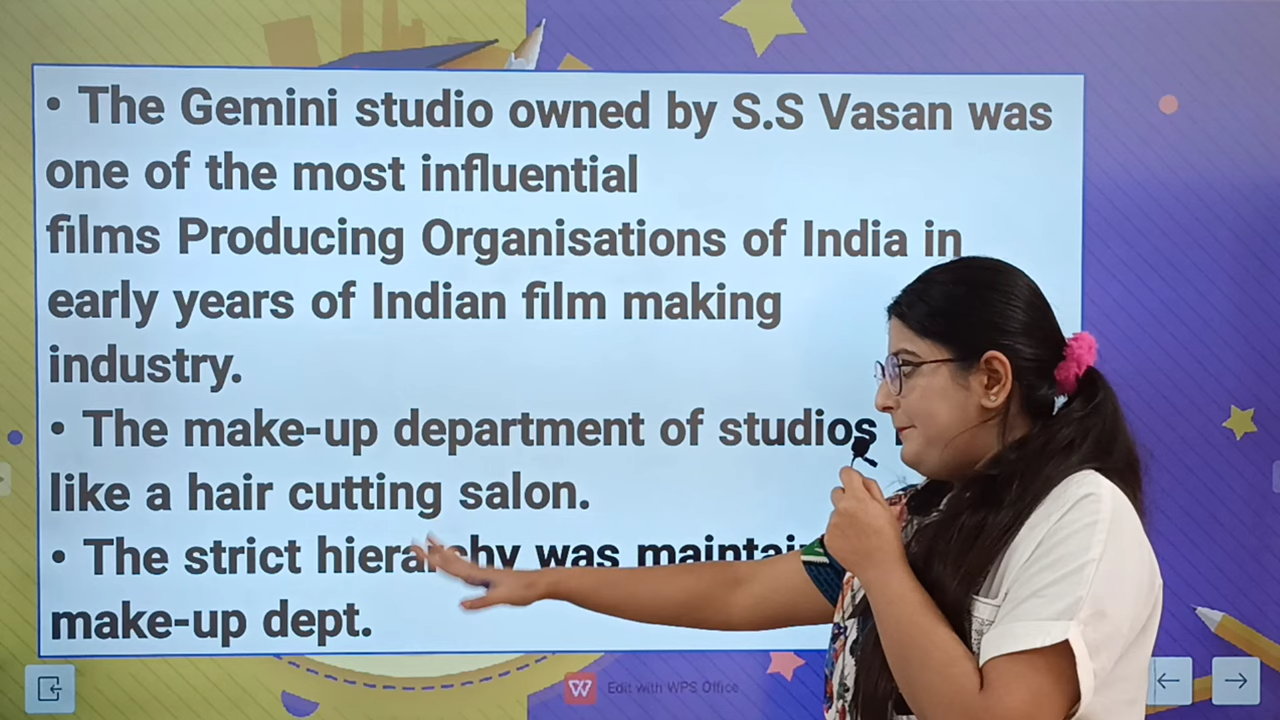 • The Gemini studio owned by S.S Vasan was
one of the most influential
films Producing Organisations of India in
early years of Indian film making
industry.
• The make-up department of studios
like a hair cutting salon.
• The strict hierarchy was
make-up dept.
Edit with WPS Office